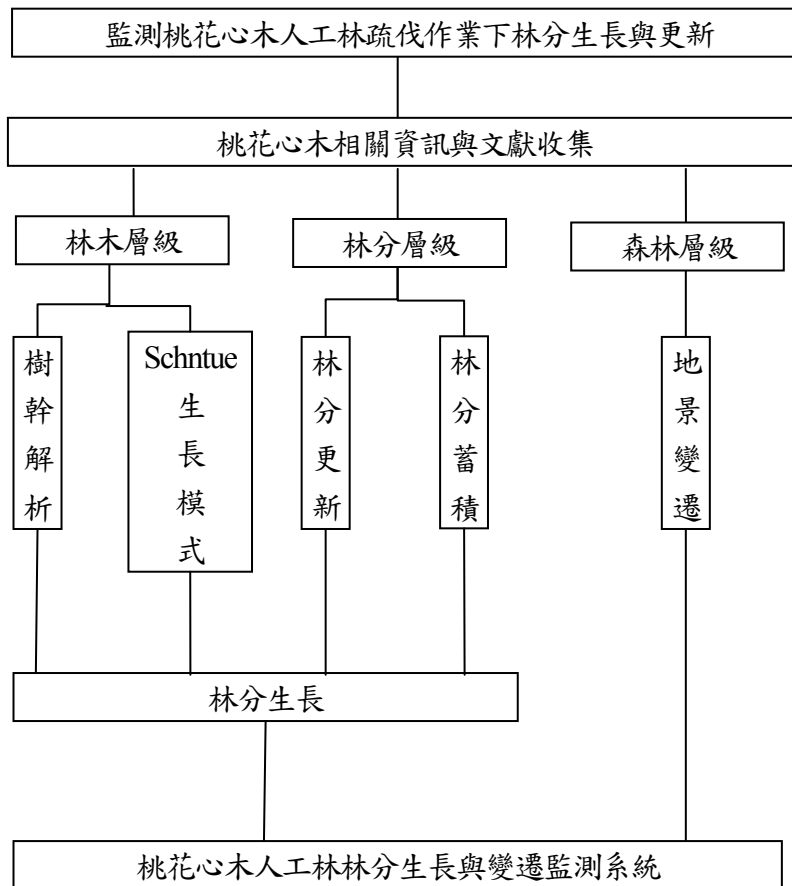 監測桃花心木人工林疏伐作業下林分生長與更新
桃花心木相關資訊與文獻收集
林木層級
林分層級
森林層級
樹幹解析
Schntue生長模式
林分更新
林分蓄積
地景變遷
林分生長
桃花心木人工林林分生長與變遷監測系統